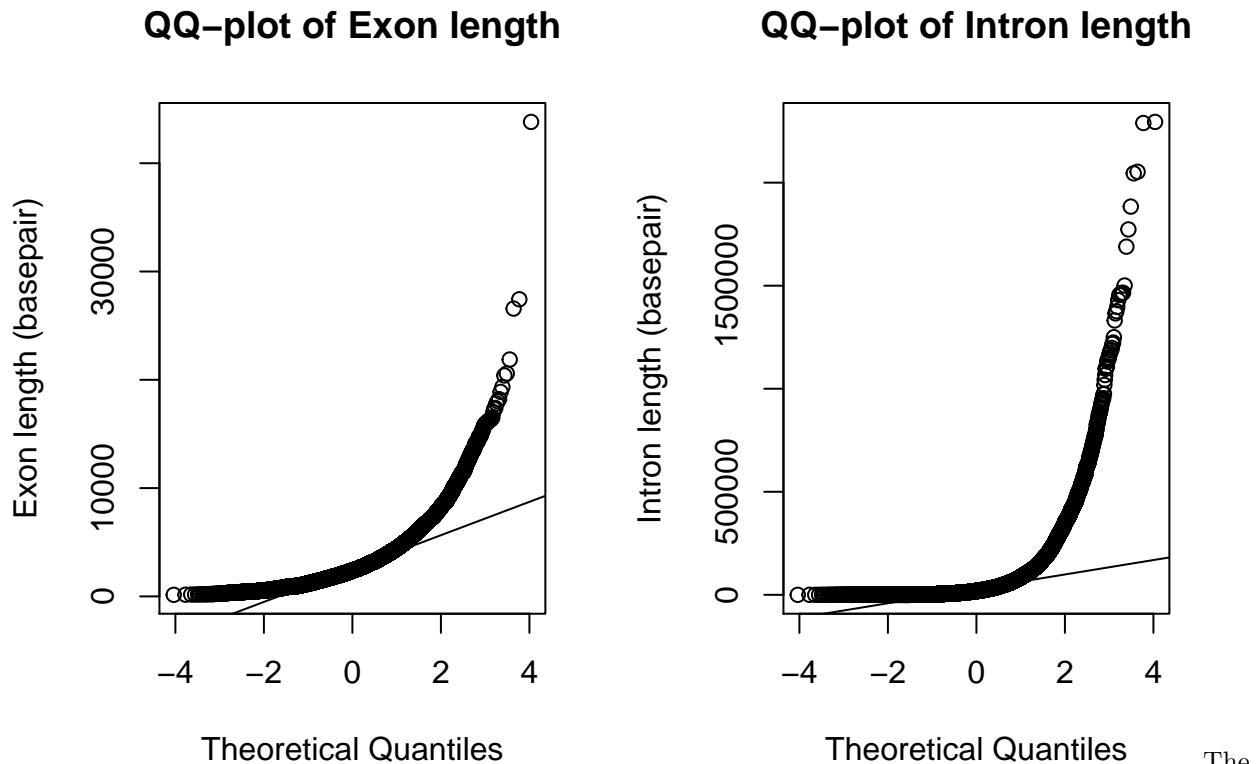 QQ−plot of Exon length
Exon length (basepair)
0
10000
30000
−4
−2
0
2
4
Theoretical Quantiles
QQ−plot of Intron length
Intron length (basepair)
0
500000
1500000
−4
−2
0
2
4
Theoretical Quantiles
The